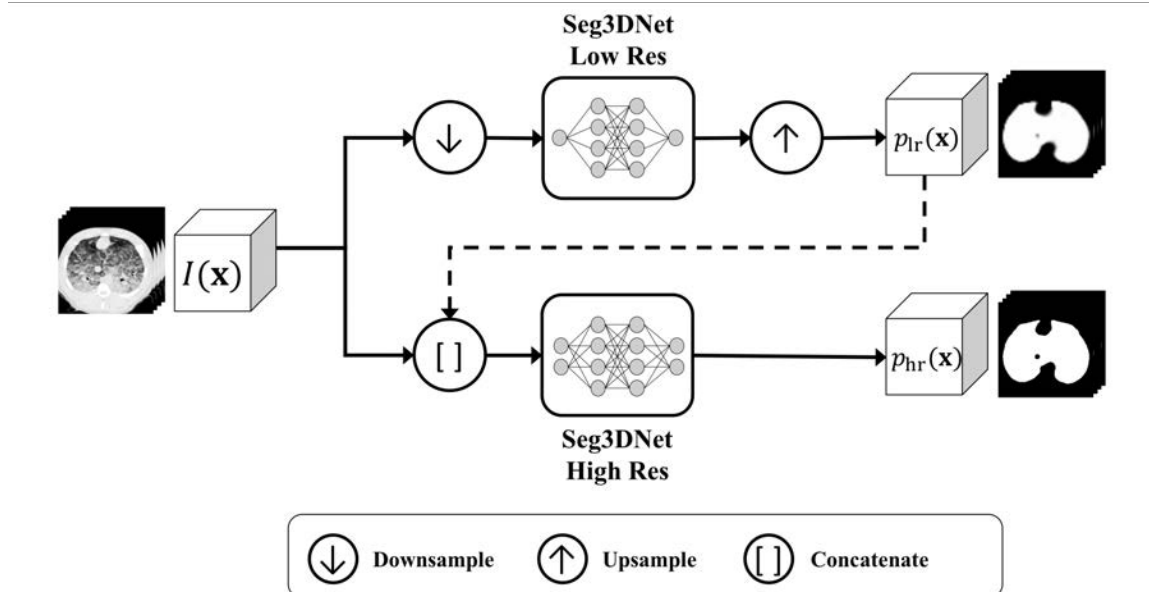 Seg3DNet
Low Res
↓
↑
p_lr(x)
I(x)
[ ]
p_hr(x)
Seg3DNet
High Res
↓ Downsample
↑ Upsample
[ ] Concatenate